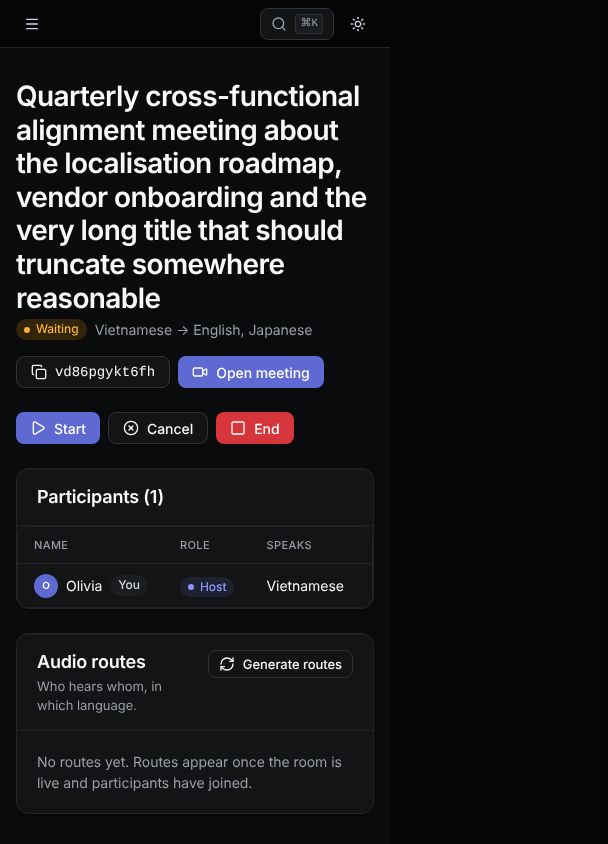 ⌘K
Quarterly cross-functional
alignment meeting about
the localisation roadmap,
vendor onboarding and the
very long title that should
truncate somewhere
reasonable
Waiting Vietnamese → English, Japanese
vd86pgykt6fh Open meeting
Start Cancel End
Participants (1)
NAME ROLE SPEAKS
O Olivia You Host Vietnamese
Audio routes Generate routes
Who hears whom, in
which language.
No routes yet. Routes appear once the room is
live and participants have joined.